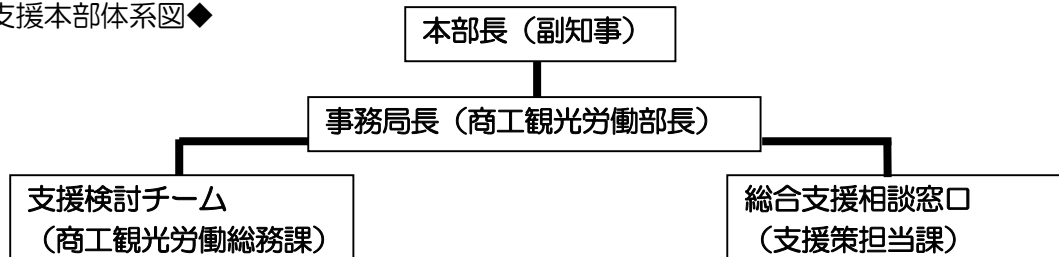 支援本部体系図◆
本部長（副知事）
事務局長（商工観光労働部長）
支援検討チーム
（商工観光労働総務課）
総合支援相談窓口
（支援策担当課）